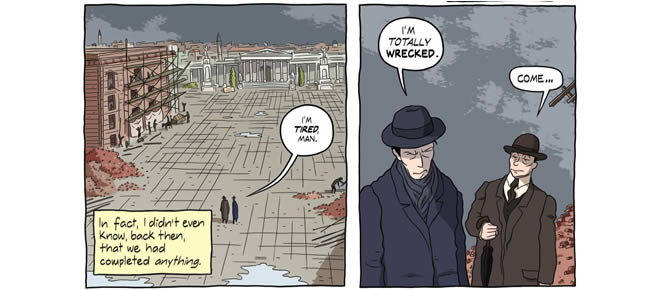 I'M
TIRED,
MAN.
In fact, I didn't even
know, back then,
that we had
completed anything.
I'M
TOTALLY
WRECKED.
COME...